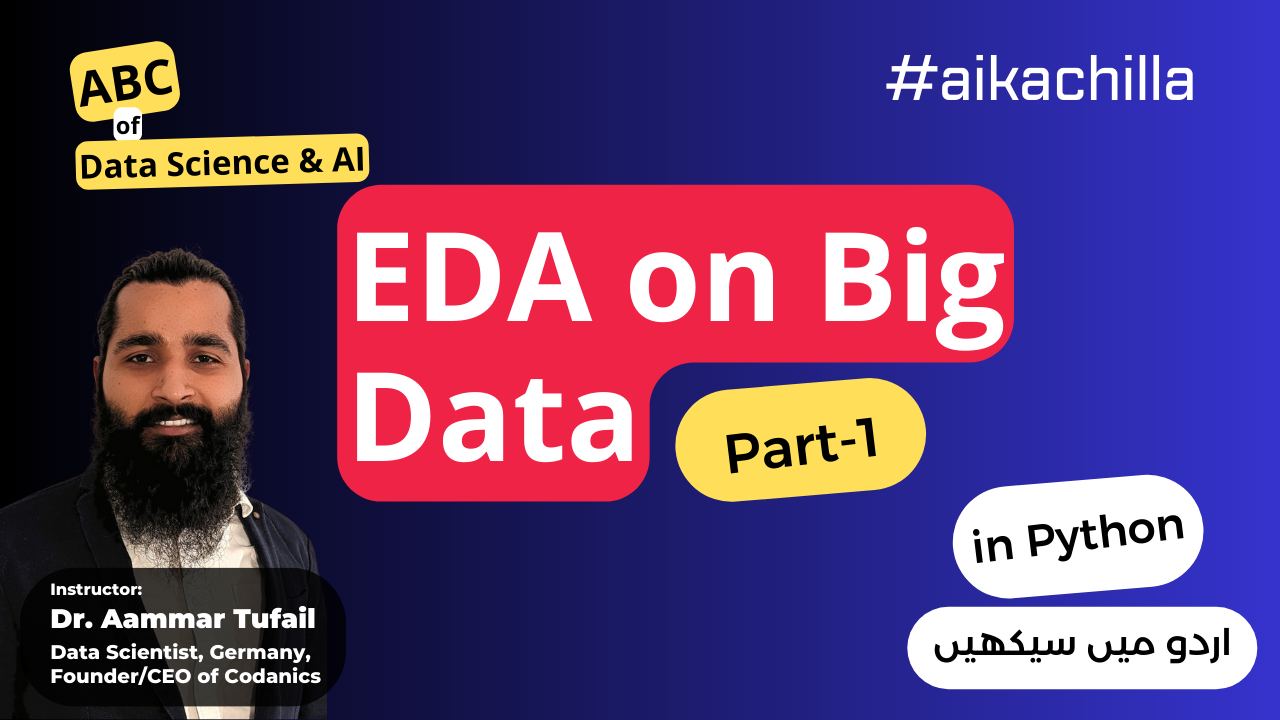 ABC
of
Data Science & AI
#aikachilla
EDA on Big
Data
Part-1
in Python
اردو میں سیکھیں
Instructor:
Dr. Aammar Tufail
Data Scientist, Germany,
Founder/CEO of Codanics